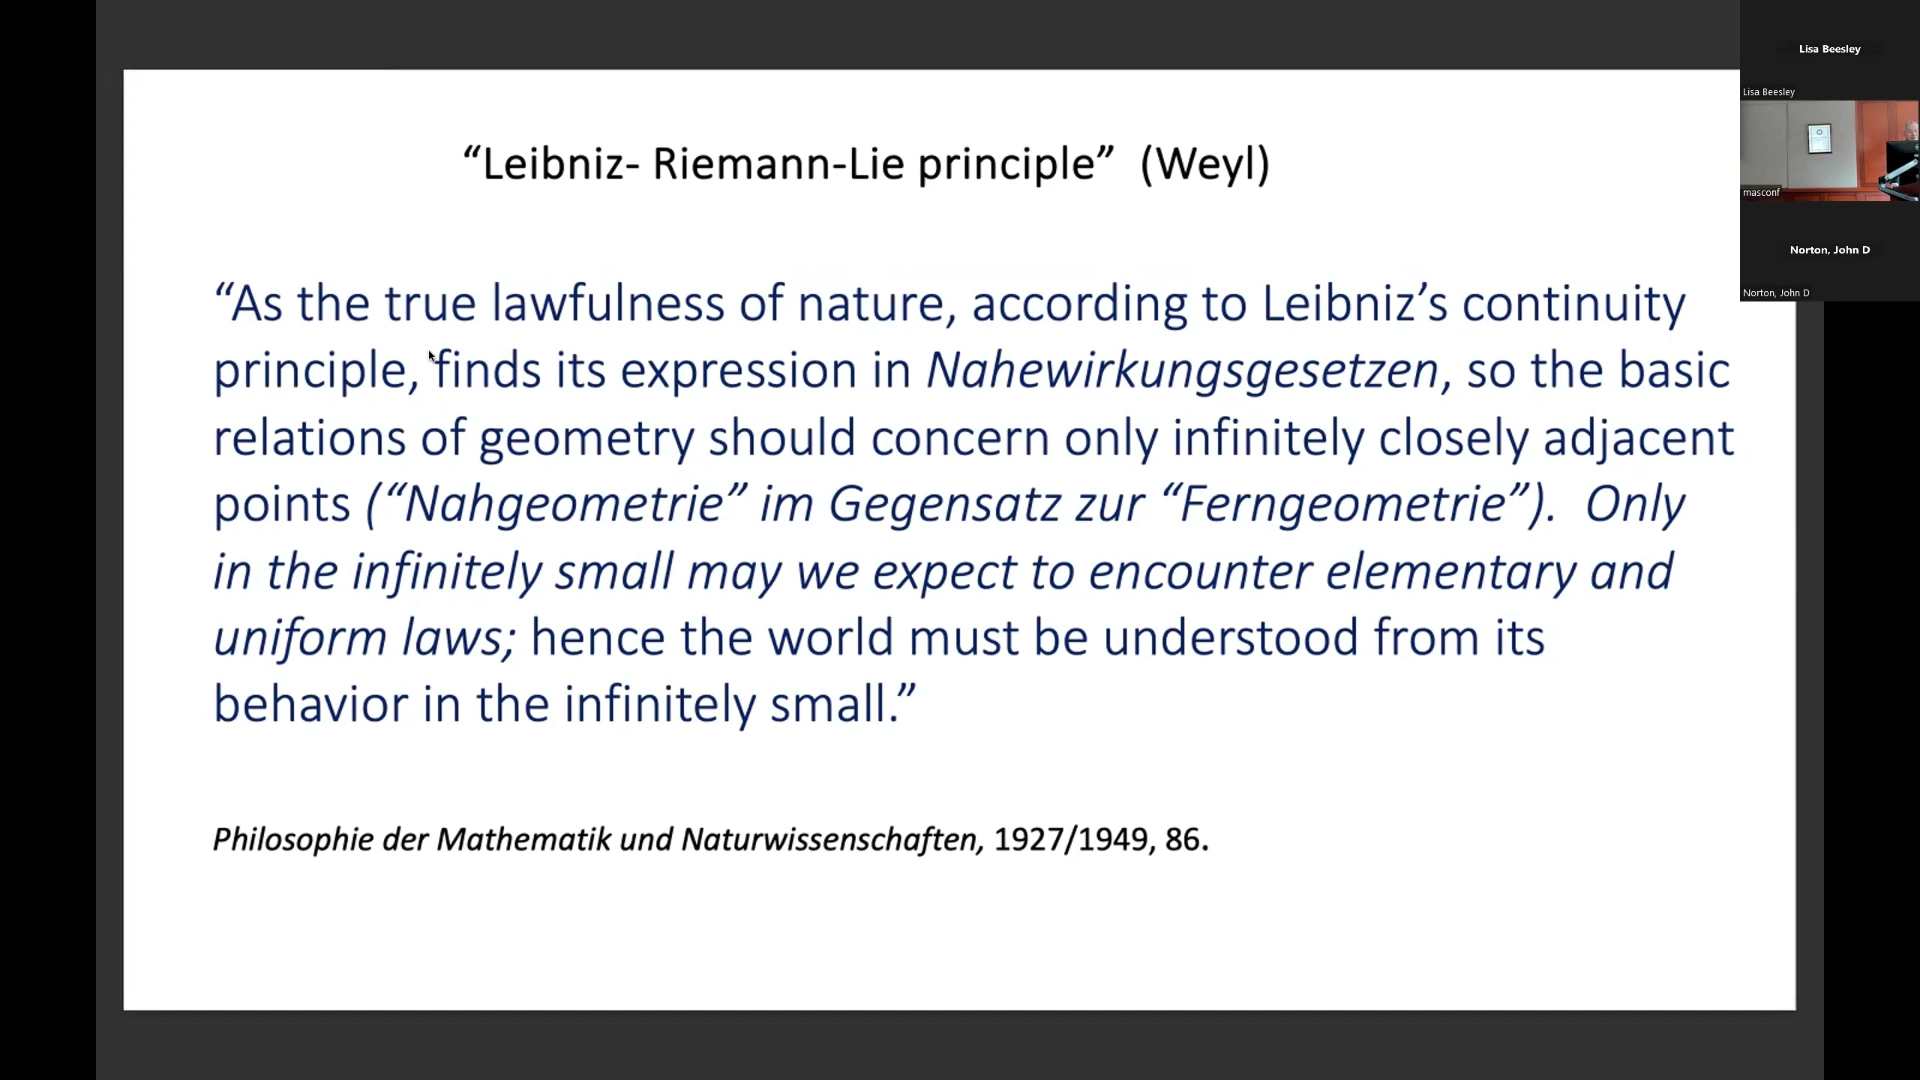 “Leibniz- Riemann-Lie principle” (Weyl)
“As the true lawfulness of nature, according to Leibniz’s continuity
principle, finds its expression in Nahewirkungsgesetzen, so the basic
relations of geometry should concern only infinitely closely adjacent
points (“Nahgeometrie” im Gegensatz zur “Ferngeometrie”). Only
in the infinitely small may we expect to encounter elementary and
uniform laws; hence the world must be understood from its
behavior in the infinitely small.”
Philosophie der Mathematik und Naturwissenschaften, 1927/1949, 86.
Lisa Beesley
Lisa Beesley
masconf
Norton, John D
Norton, John D